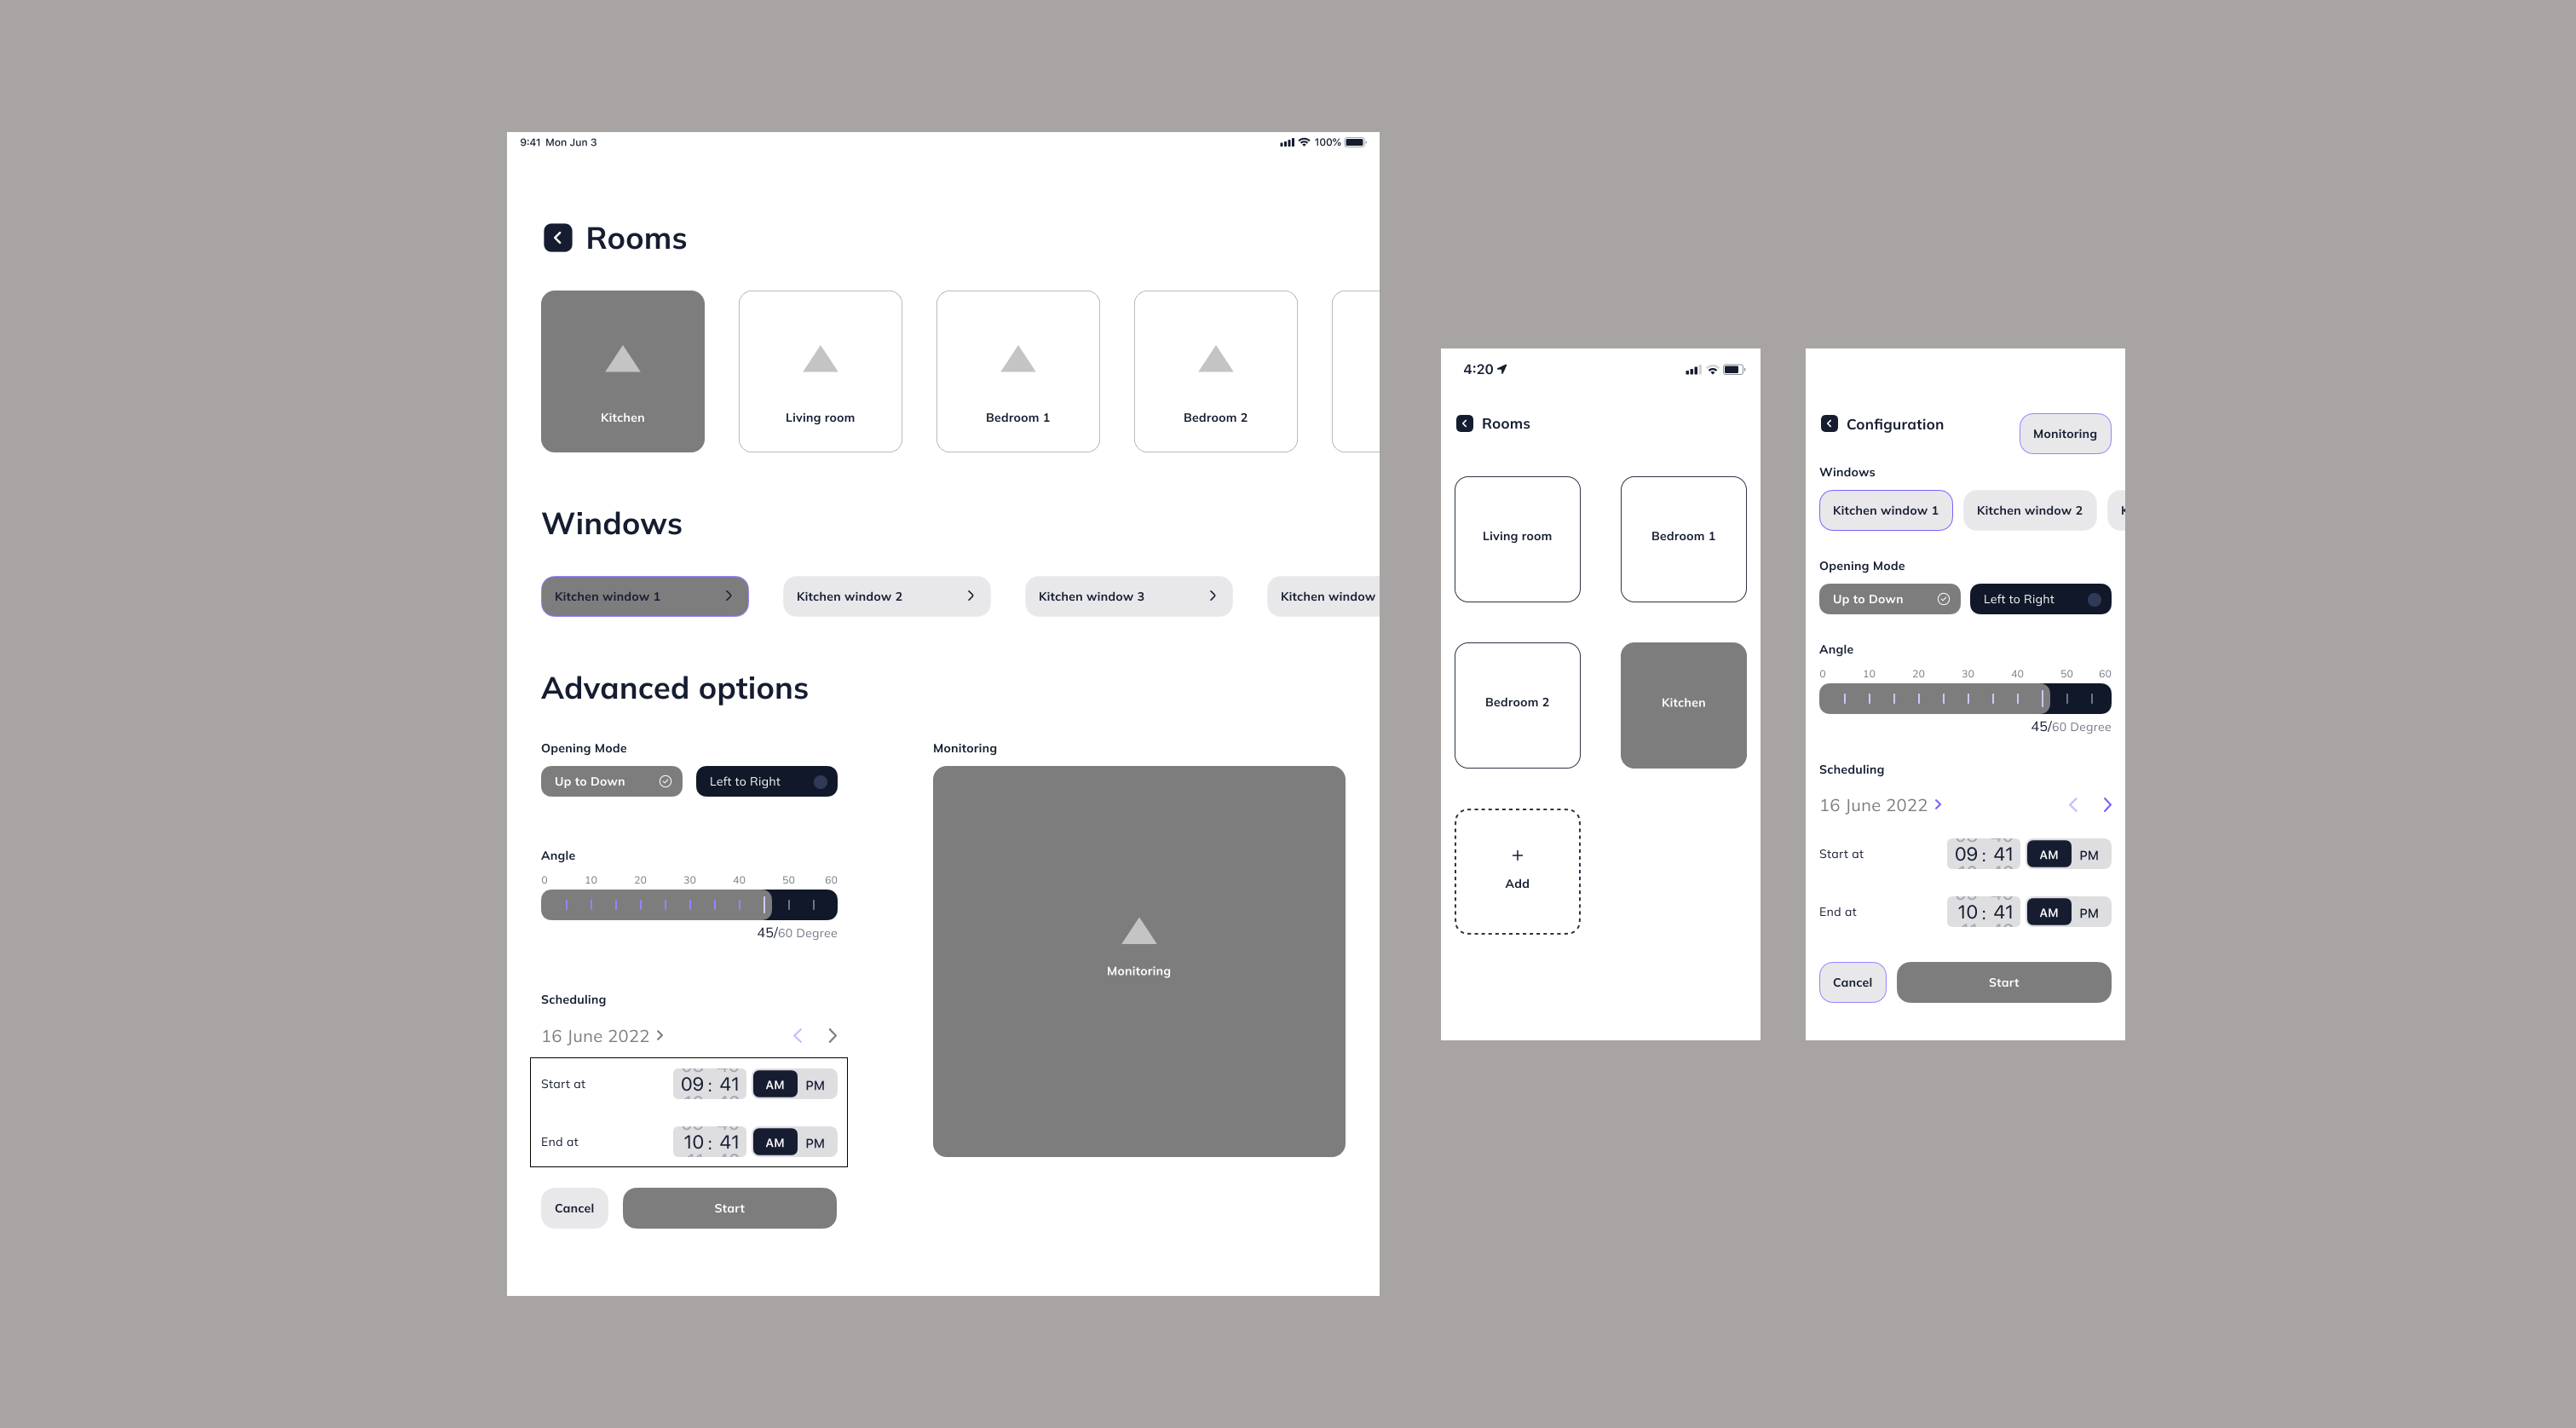 9:41 Mon Jun 3
100%
Rooms
Kitchen
Living room
Bedroom 1
Bedroom 2
Windows
Kitchen window 1
Kitchen window 2
Kitchen window 3
Kitchen window
Advanced options
Opening Mode
Up to Down
Left to Right
Angle
0 10 20 30 40 50 60
45/60 Degree
Scheduling
16 June 2022
Start at
09 : 41 AM PM
End at
10 : 41 AM PM
Cancel
Start
Monitoring
Monitoring
4:20
Rooms
Living room
Bedroom 1
Bedroom 2
Kitchen
+
Add
Configuration
Monitoring
Windows
Kitchen window 1
Kitchen window 2
Opening Mode
Up to Down
Left to Right
Angle
0 10 20 30 40 50 60
45/60 Degree
Scheduling
16 June 2022
Start at
09 : 41 AM PM
End at
10 : 41 AM PM
Cancel
Start